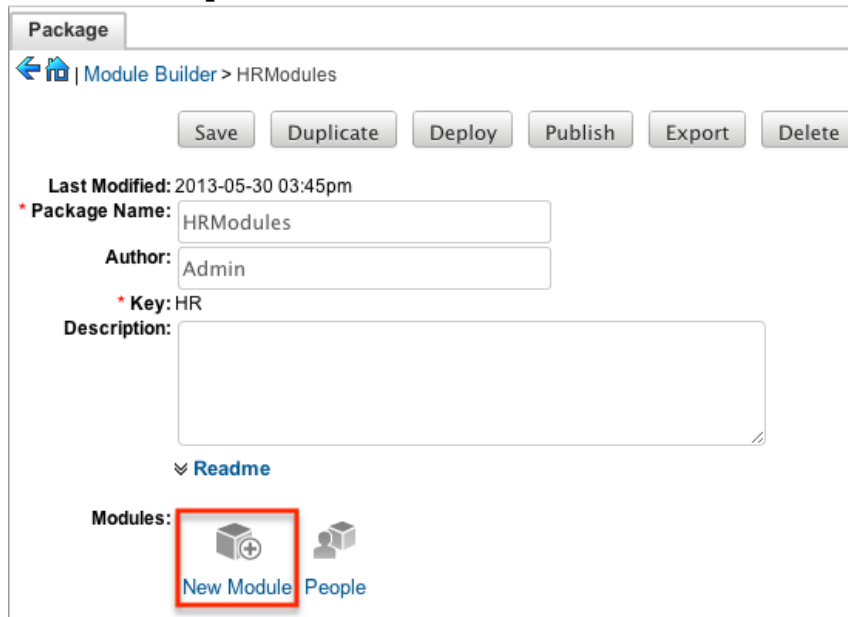 Package
| Module Builder > HRModules
Save Duplicate Deploy Publish Export Delete
Last Modified: 2013-05-30 03:45pm
* Package Name: HRModules
Author: Admin
* Key: HR
Description:
Readme
Modules:
New Module People